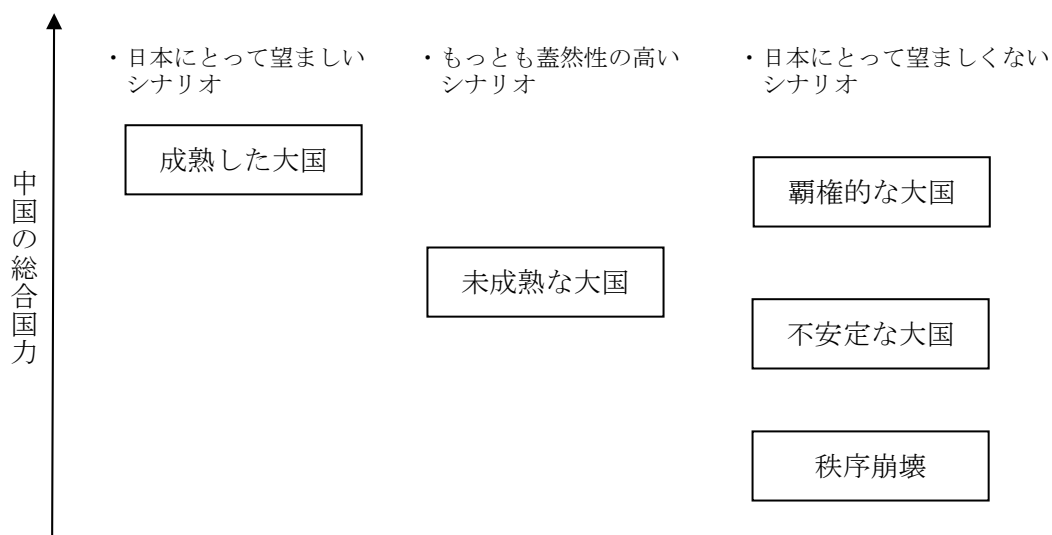 ・日本にとって望ましい
シナリオ
・もっとも蓋然性の高い
シナリオ
・日本にとって望ましくない
シナリオ
成熟した大国
覇権的な大国
中国の総合国力
未成熟な大国
不安定な大国
秩序崩壊